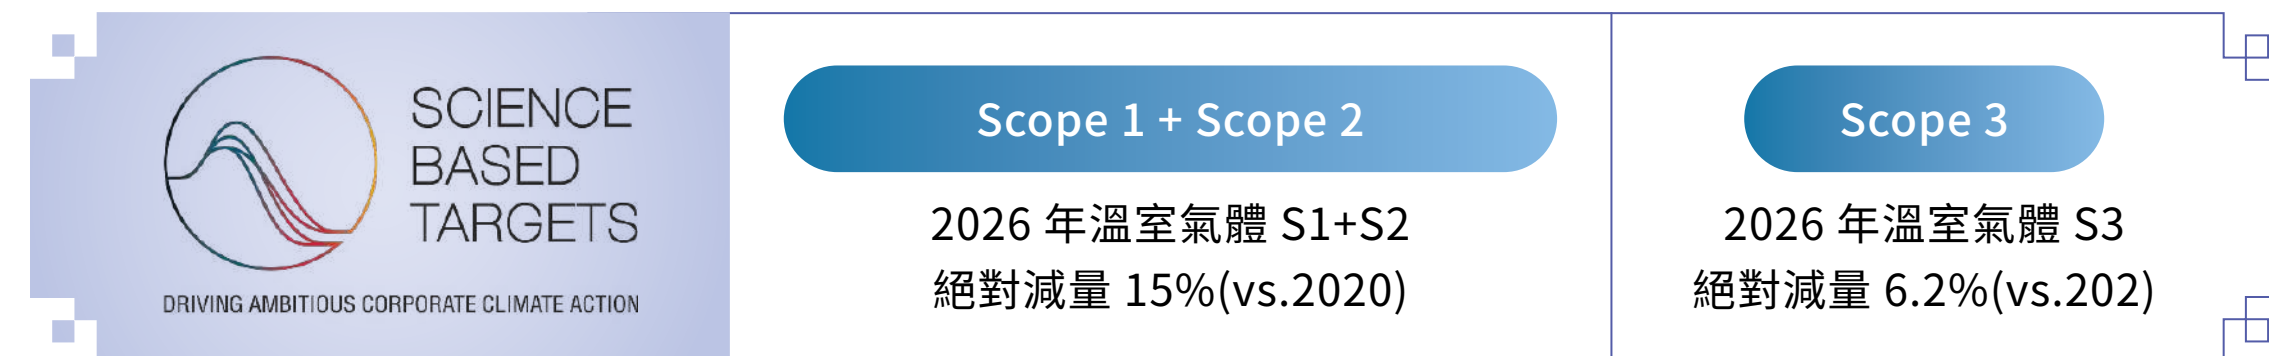 SCIENCE
BASED
TARGETS
DRIVING AMBITIOUS CORPORATE CLIMATE ACTION
Scope 1 + Scope 2
2026 年溫室氣體 S1+S2
絕對減量 15%(vs.2020)
Scope 3
2026 年溫室氣體 S3
絕對減量 6.2%(vs.202)